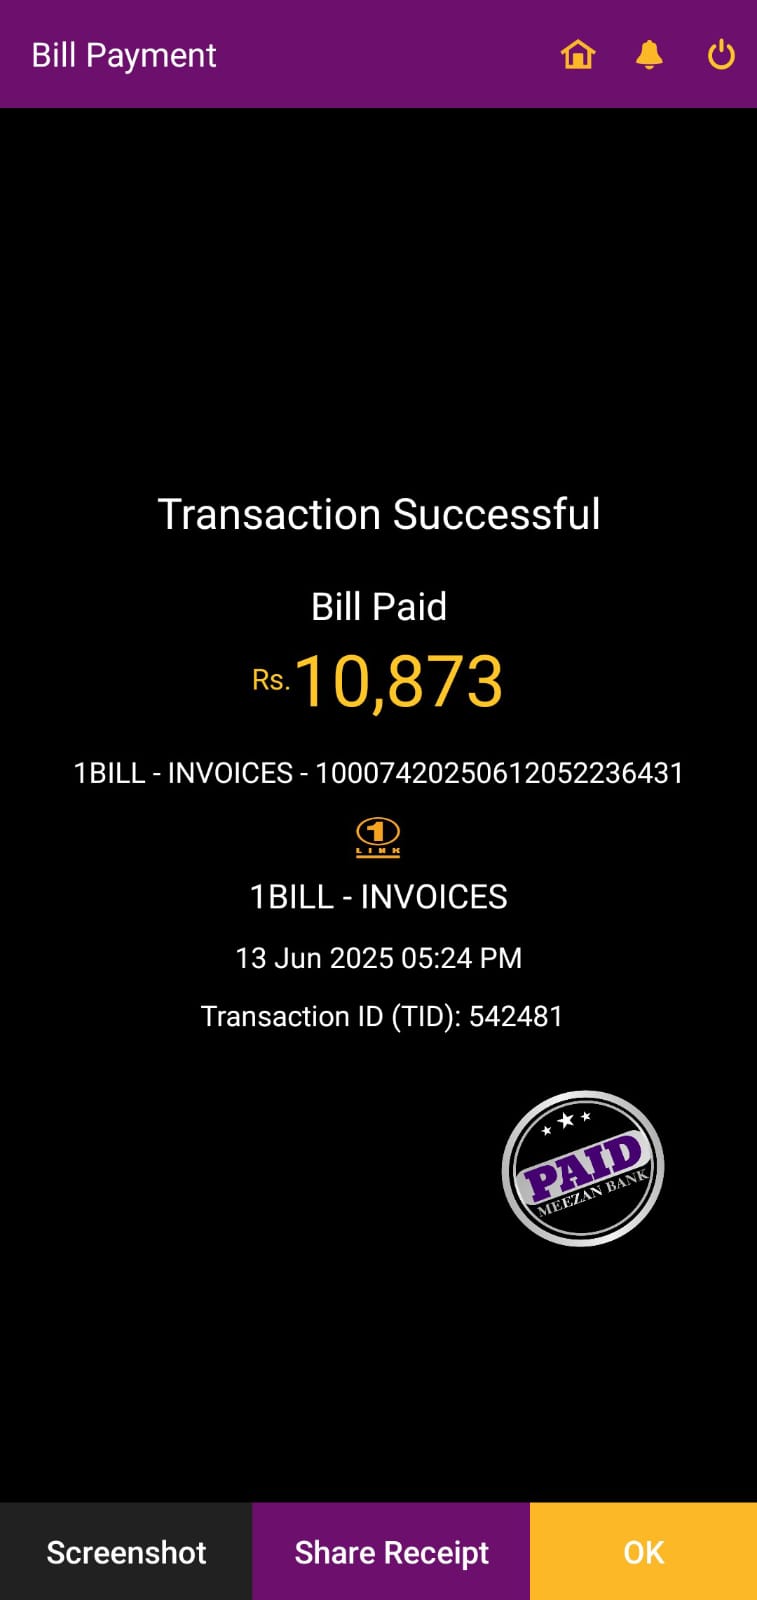 Bill Payment
Transaction Successful
Bill Paid
Rs.10,873
1BILL - INVOICES - 10007420250612052236431
1
LINK
1BILL - INVOICES
13 Jun 2025 05:24 PM
Transaction ID (TID): 542481
PAID
MEEZAN BANK
Screenshot
Share Receipt
OK